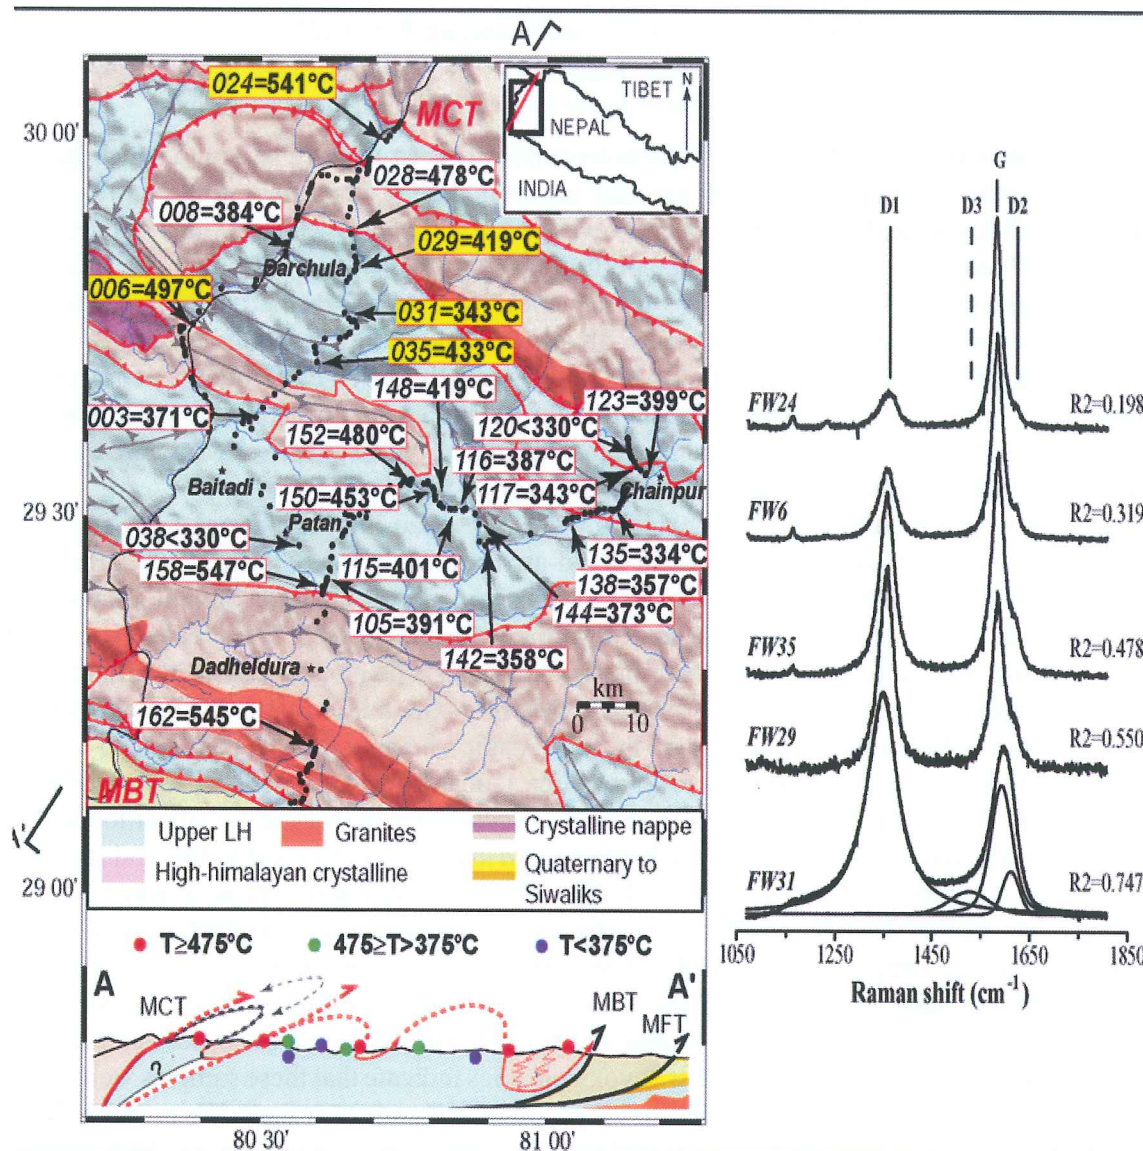 A
024=541°C
MCT
TIBET
N
NEPAL
INDIA
30 00'
028=478°C
008=384°C
029=419°C
Darchula
006=497°C
031=343°C
035=433°C
148=419°C
123=399°C
003=371°C
152=480°C
120<330°C
116=387°C
Baitadi
150=453°C
117=343°C
Chainpur
29 30'
Patan
038<330°C
135=334°C
158=547°C
115=401°C
138=357°C
144=373°C
105=391°C
142=358°C
Dadheldura
km
0 10
162=545°C
MBT
A'
Upper LH
Granites
Crystalline nappe
High-himalayan crystalline
Quaternary to
Siwaliks
29 00'
T≥475°C
475≥T>375°C
T<375°C
A
A'
MCT
MBT
MFT
?
80 30'
81 00'
G
D1
D3
D2
FW24
R2=0.198
FW6
R2=0.319
FW35
R2=0.478
FW29
R2=0.550
FW31
R2=0.747
1050
1250
1450
1650
1850
Raman shift (cm⁻¹)